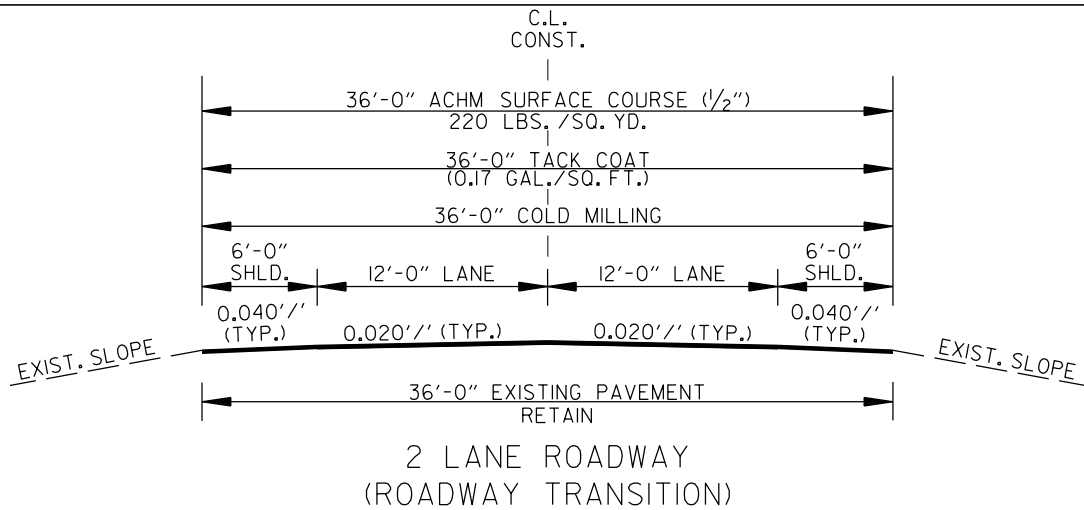 C.L.
CONST.
36'-0" ACHM SURFACE COURSE (1/2")
220 LBS./SQ. YD.
36'-0" TACK COAT
(0.17 GAL./SQ. FT.)
36'-0" COLD MILLING
6'-0"
SHLD.
12'-0" LANE
12'-0" LANE
6'-0"
SHLD.
0.040'/'
(TYP.)
0.020'/' (TYP.)
0.020'/' (TYP.)
0.040'/'
(TYP.)
EXIST. SLOPE
EXIST. SLOPE
36'-0" EXISTING PAVEMENT
RETAIN
2 LANE ROADWAY
(ROADWAY TRANSITION)